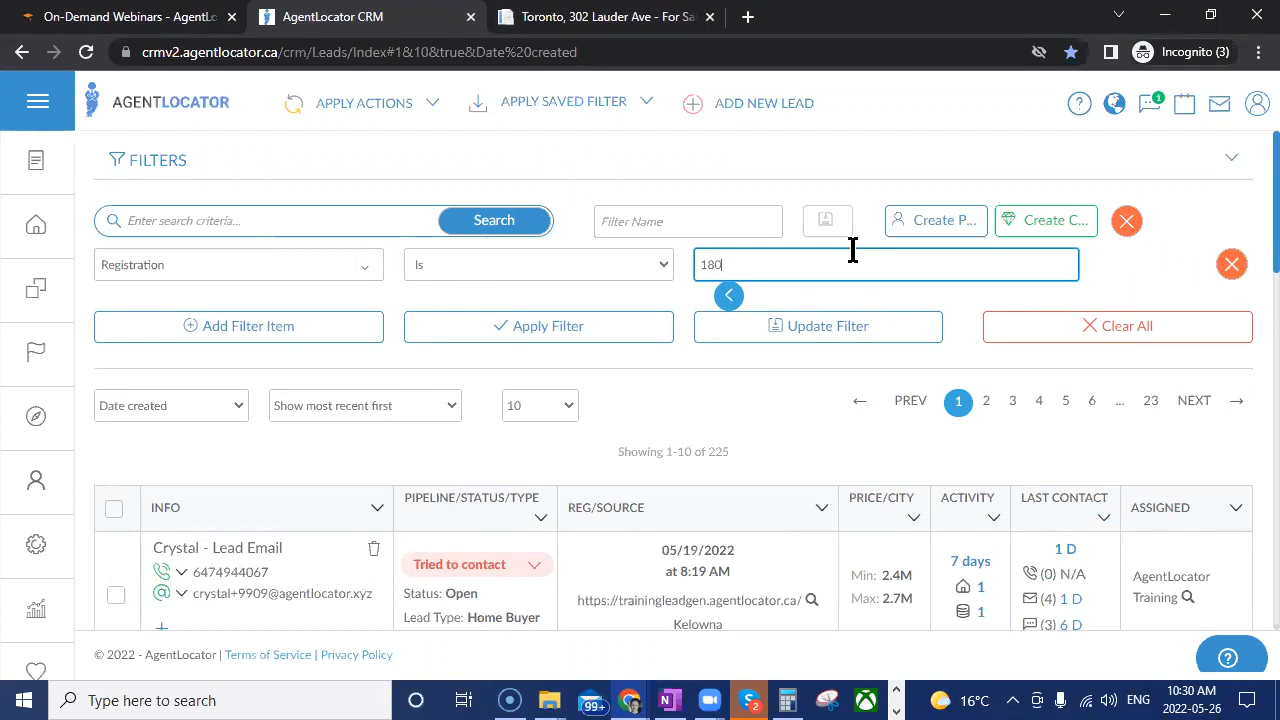 On-Demand Webinars - AgentLo
AgentLocator CRM
Toronto, 302 Lauder Ave - For Sa
crmv2.agentlocator.ca/crm/Leads/Index#1&10&true&Date%20created
Incognito (3)
AGENTLOCATOR
APPLY ACTIONS
APPLY SAVED FILTER
ADD NEW LEAD
1
FILTERS
Enter search criteria...
Search
Filter Name
Create P...
Create C...
Registration
Is
180
Add Filter Item
Apply Filter
Update Filter
Clear All
Date created
Show most recent first
10
← PREV 1 2 3 4 5 6 ... 23 NEXT →
Showing 1-10 of 225
INFO
PIPELINE/STATUS/TYPE
REG/SOURCE
PRICE/CITY
ACTIVITY
LAST CONTACT
ASSIGNED
Crystal - Lead Email
6474944067
crystal+9909@agentlocator.xyz
Tried to contact
Status: Open
Lead Type: Home Buyer
05/19/2022
at 8:19 AM
https://trainingleadgen.agentlocator.ca/
Kelowna
Min: 2.4M
Max: 2.7M
7 days
1
1
1 D
(0) N/A
(4) 1 D
(3) 6 D
AgentLocator
Training
© 2022 - AgentLocator | Terms of Service | Privacy Policy
Type here to search
99+
2
16°C
ENG
10:30 AM
2022-05-26